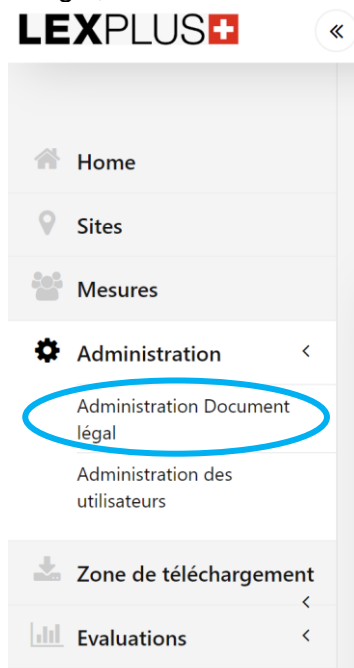 LEXPLUS
«
Home
Sites
Mesures
Administration <
Administration Document
légal
Administration des
utilisateurs
Zone de téléchargement
<
Evaluations <